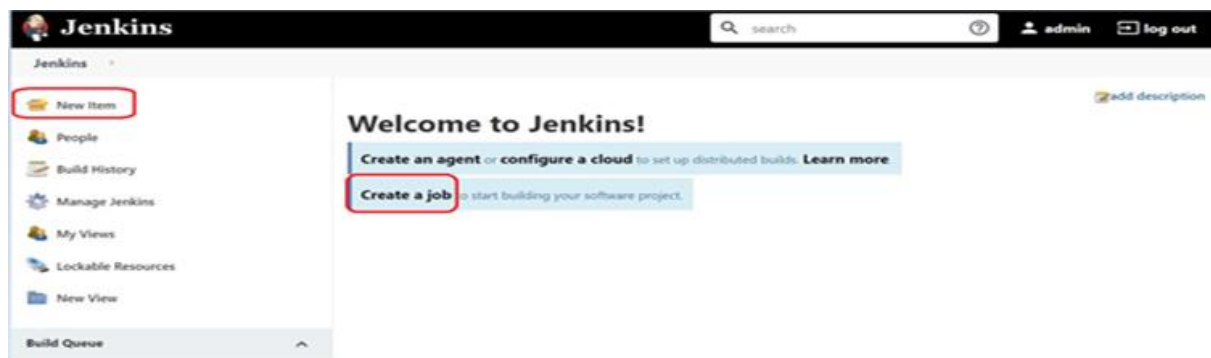 Jenkins
search
admin
log out
Jenkins
New Item
People
Build History
Manage Jenkins
My Views
Lockable Resources
New View
Build Queue
add description
Welcome to Jenkins!
Create an agent or configure a cloud to set up distributed builds. Learn more
Create a job to start building your software project.